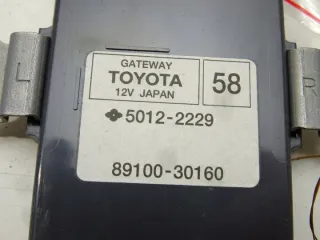 GATEWAY
TOYOTA
12V JAPAN
58
5012-2229
89100-30160